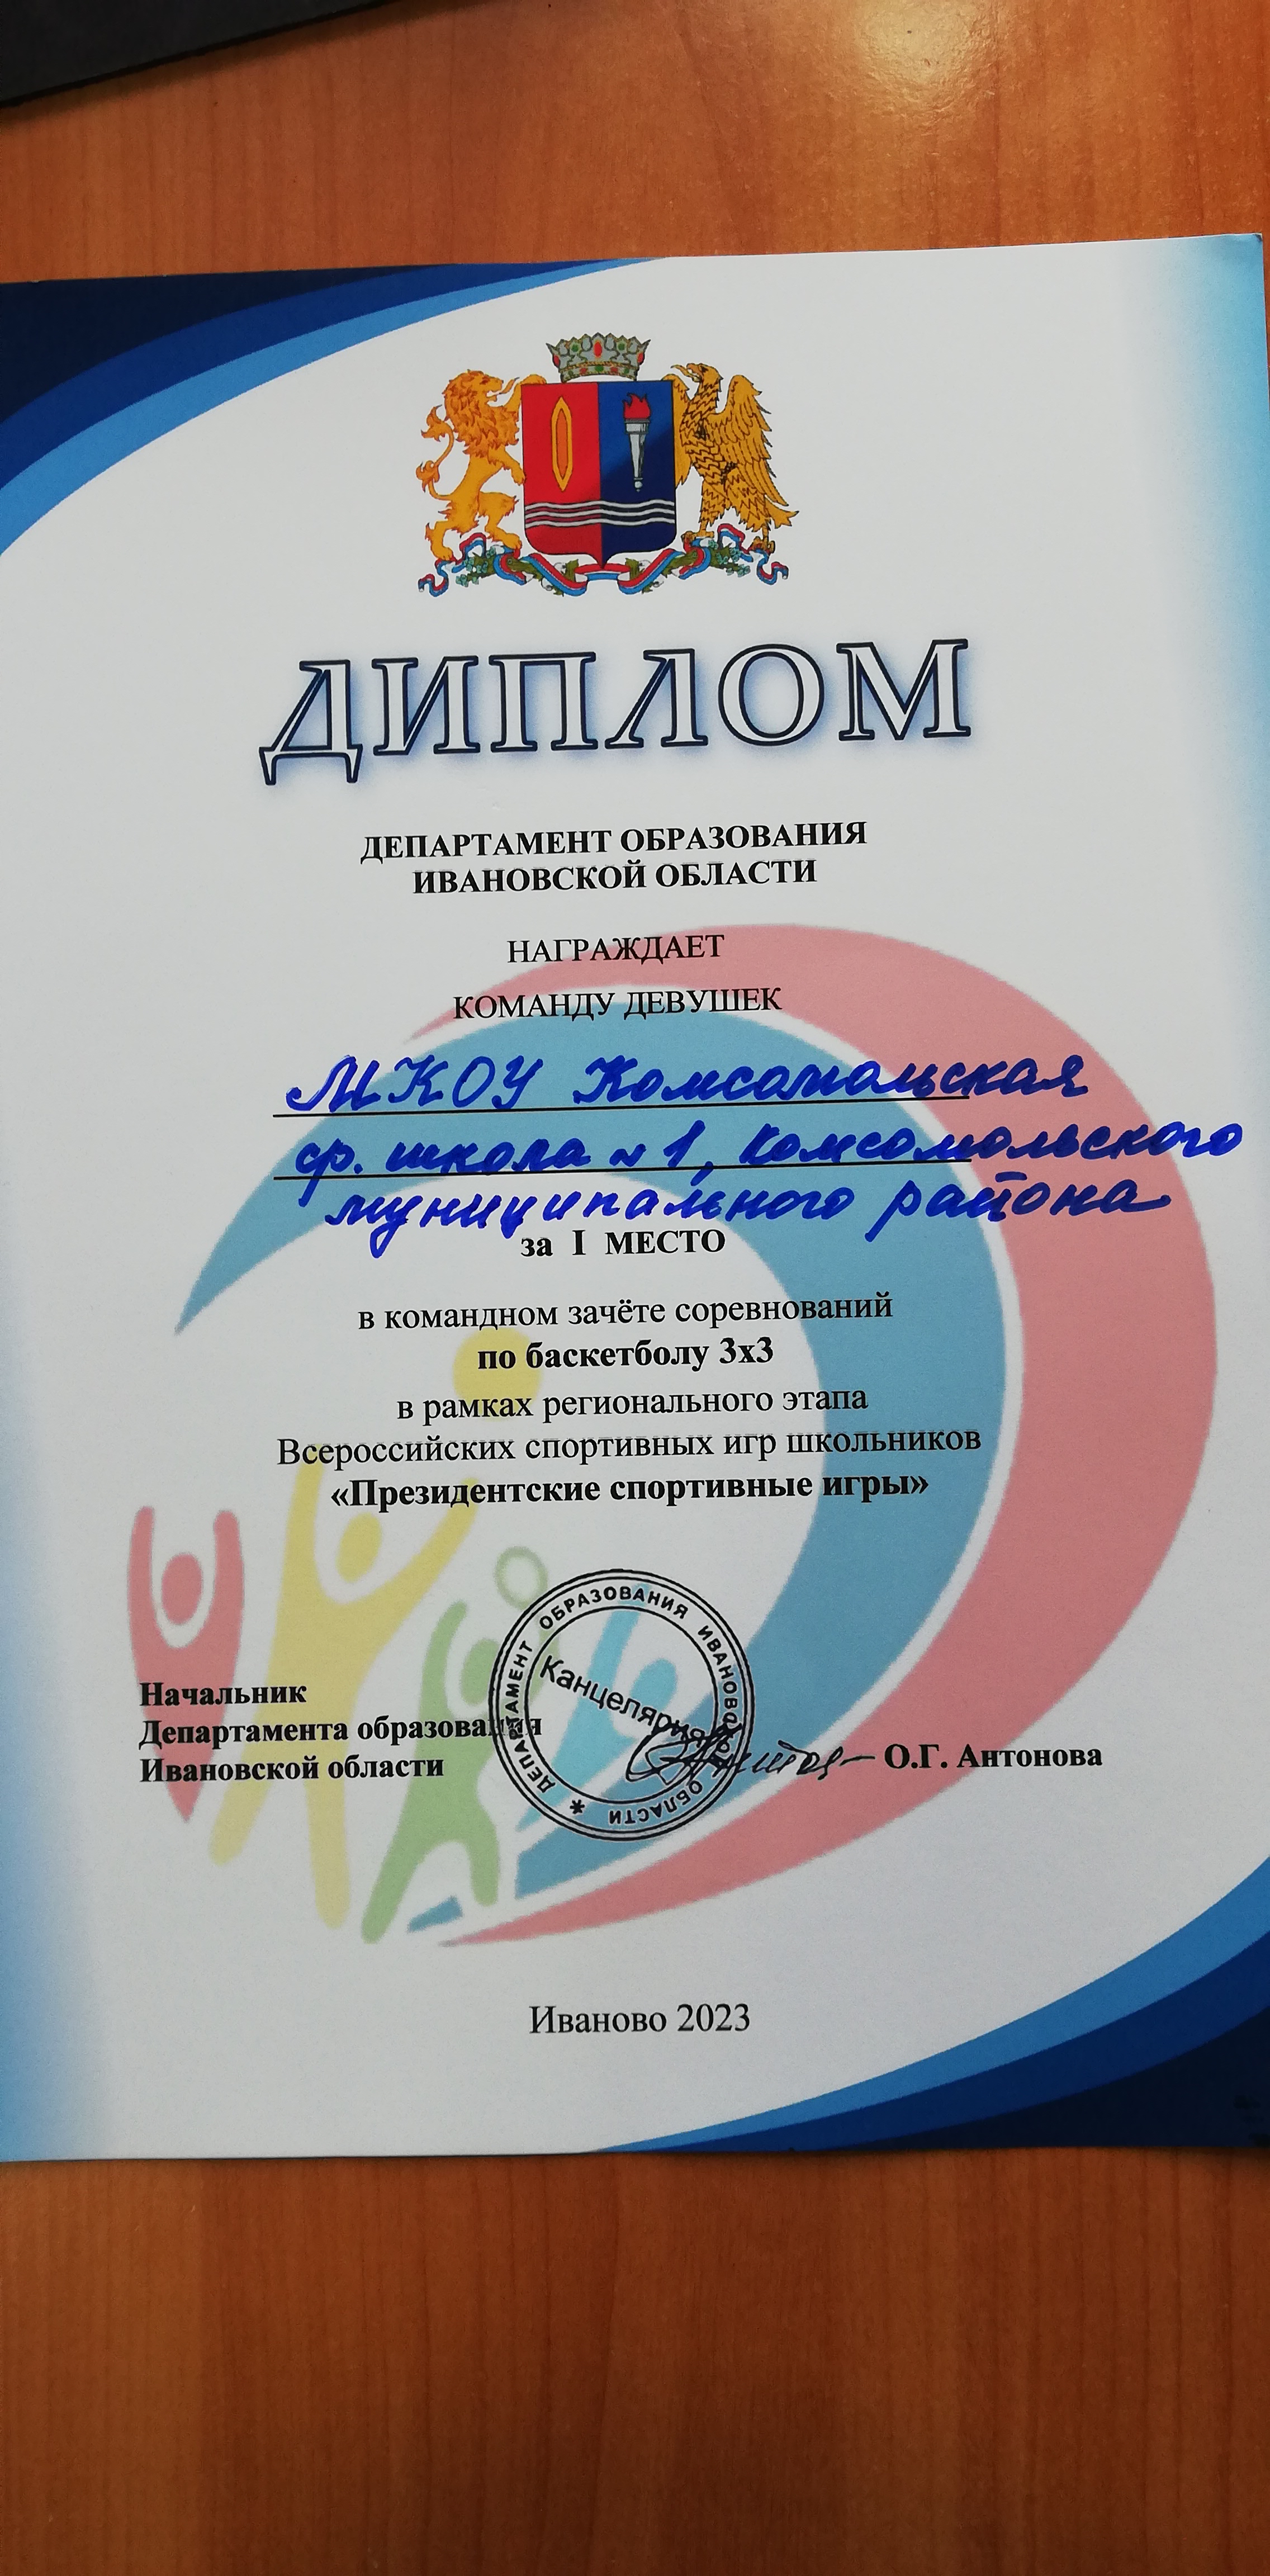 ДИПЛОМ
ДЕПАРТАМЕНТ ОБРАЗОВАНИЯ
ИВАНОВСКОЙ ОБЛАСТИ
НАГРАЖДАЕТ
КОМАНДУ ДЕВУШЕК
МКОУ Комсомольская
ср. школа №1, Комсомольского
муниципального района
за I МЕСТО
в командном зачёте соревнований
по баскетболу 3х3
в рамках регионального этапа
Всероссийских спортивных игр школьников
«Президентские спортивные игры»
ДЕПАРТАМЕНТ ОБРАЗОВАНИЯ ИВАНОВСКОЙ ОБЛАСТИ *
Канцелярия
Начальник
Департамента образования
Ивановской области
О.Г. Антонова
Иваново 2023